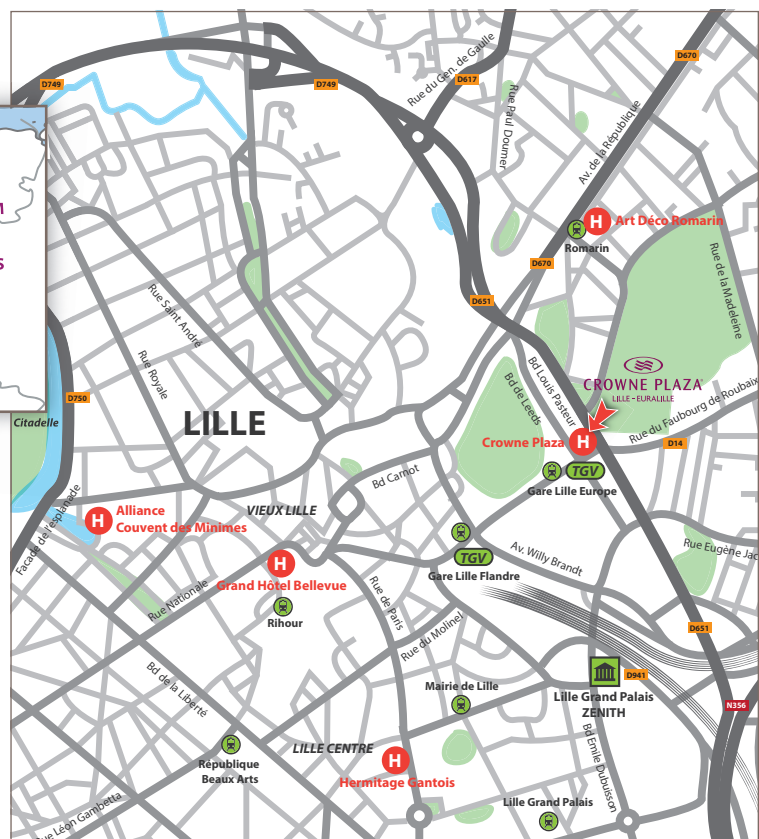 D749
D749
Rue du Gen. de Gaulle
D617
D670
Rue Paul Doumer
Av. de la République
M
S
H
Art Déco Romarin
Romarin
D670
Rue de la Madeleine
D651
Rue Saint André
Rue Royale
D750
Citadelle
LILLE
Bd Louis Pasteur
Bd de Leeds
CROWNE PLAZA
LILLE - EURALILLE
Crowne Plaza
H
Rue du Faubourg de Roubaix
D14
TGV
Gare Lille Europe
Bd Carnot
Façade de l'esplanade
H
Alliance
Couvent des Minimes
VIEUX LILLE
TGV
Gare Lille Flandre
Av. Willy Brandt
Rue Eugène Jac
H
Grand Hôtel Bellevue
Rihour
Rue Nationale
Rue de Paris
Rue du Molinel
D651
Bd de la Liberté
Mairie de Lille
D941
Lille Grand Palais
ZENITH
N356
République
Beaux Arts
LILLE CENTRE
H
Hermitage Gantois
Bd Emile Dubuisson
Lille Grand Palais
ue Léon Gambetta